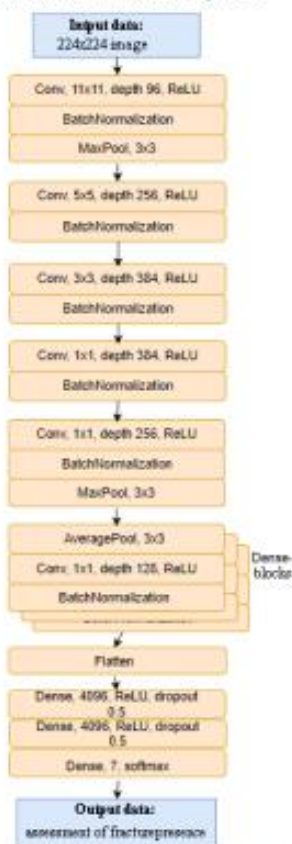 Intput data:
224x224 image
Conv, 11x11, depth 96, ReLU
BatchNormalization
MaxPool, 3x3
Conv, 5x5, depth 256, ReLU
BatchNormalization
Conv, 3x3, depth 384, ReLU
BatchNormalization
Conv, 1x1, depth 384, ReLU
BatchNormalization
Conv, 1x1, depth 256, ReLU
BatchNormalization
MaxPool, 3x3
AveragePool, 3x3
Conv, 1x1, depth 128, ReLU
BatchNormalization
Dense-
blocks
Flatten
Dense, 4096, ReLU, dropout
0.5
Dense, 4096, ReLU, dropout
0.5
Dense, 7, softmax
Output data:
assessment of fracturepresence